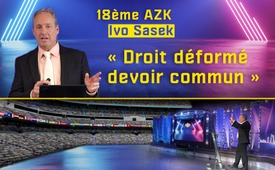 18ème AZK
Ivo Sasek
« Droit déformé
devoir commun »